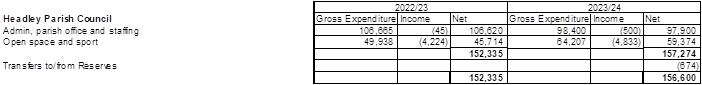 2022/23 2023/24
Headley Parish Council Gross Expenditure Income Net Gross Expenditure Income Net
Admin, parish office and staffing 106,665 (45) 106,620 98,400 (500) 97,900
Open space and sport 49,938 (4,224) 45,714 64,207 (4,833) 59,374
152,335 157,274
Transfers to/from Reserves (674)
152,335 156,600